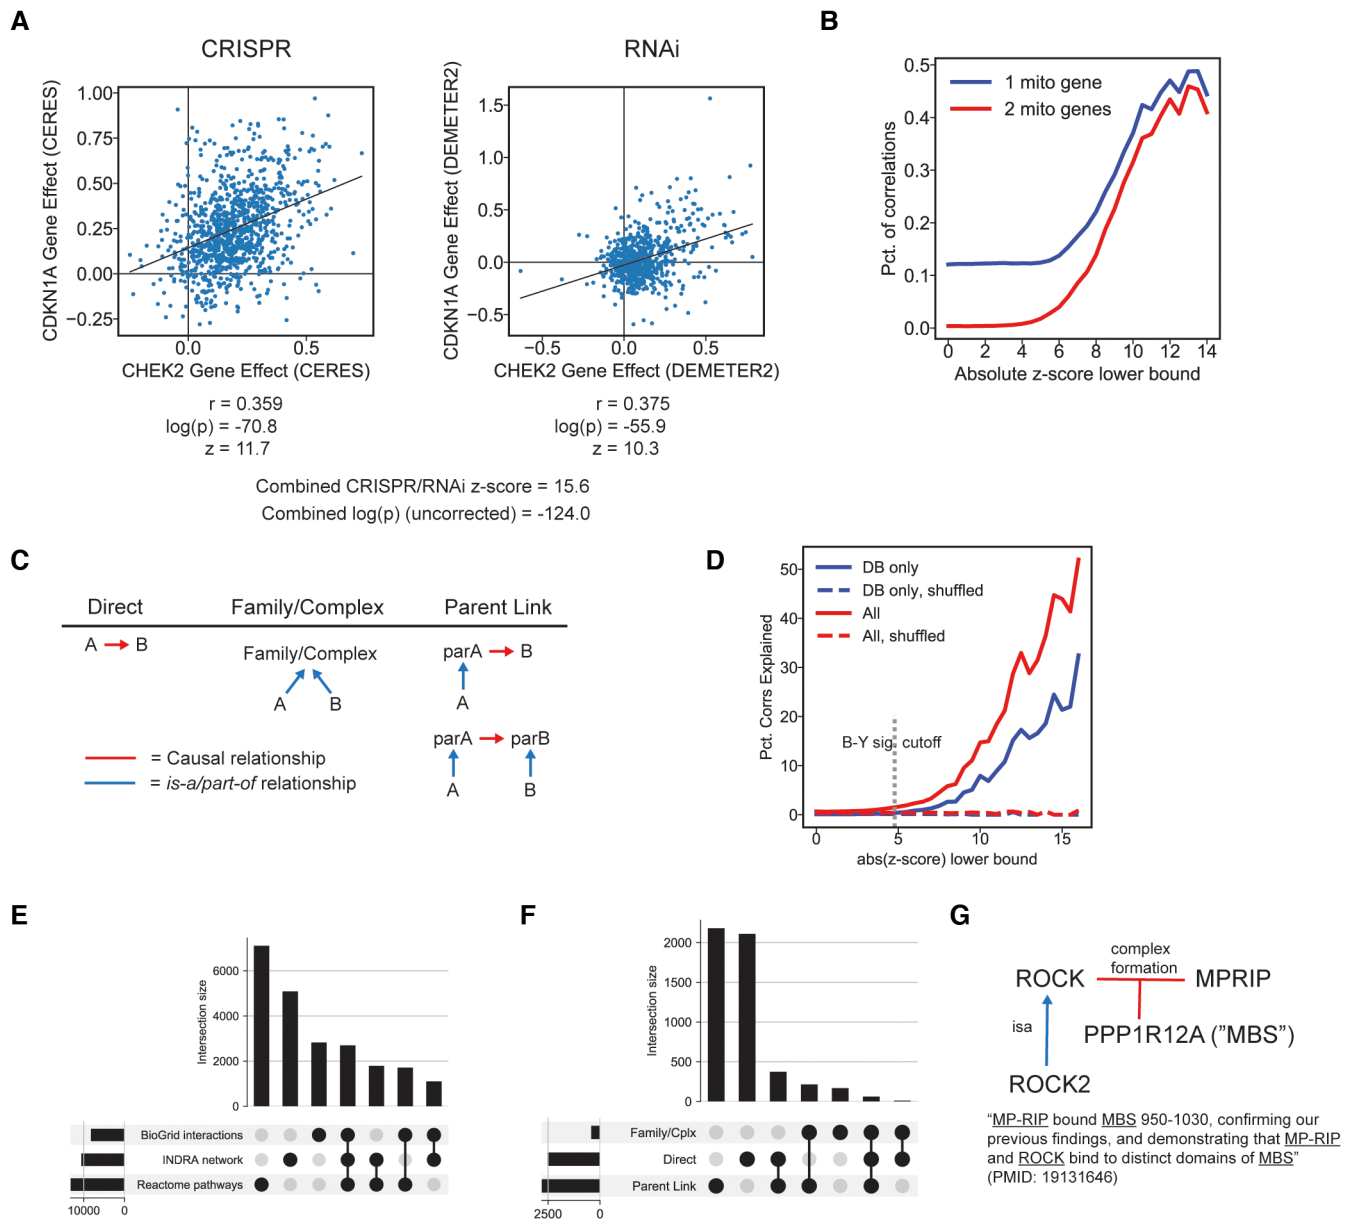 A
CRISPR
RNAi
CDKN1A Gene Effect (CERES)
1.00
0.75
0.50
0.25
0.00
−0.25
0.0
0.5
CHEK2 Gene Effect (CERES)
r = 0.359
log(p) = -70.8
z = 11.7
CDKN1A Gene Effect (DEMETER2)
1.5
1.0
0.5
0.0
−0.5
−0.5
0.0
0.5
CHEK2 Gene Effect (DEMETER2)
r = 0.375
log(p) = -55.9
z = 10.3
Combined CRISPR/RNAi z-score = 15.6
Combined log(p) (uncorrected) = -124.0
B
Pct. of correlations
0.5
0.4
0.3
0.2
0.1
0.0
1 mito gene
2 mito genes
0 2 4 6 8 10 12 14
Absolute z-score lower bound
C
Direct Family/Complex Parent Link
A B
Family/Complex
A B
parA B
A
parA parB
A B
= Causal relationship
= is-a/part-of relationship
D
Pct. Corrs Explained
50
40
30
20
10
0
DB only
DB only, shuffled
All
All, shuffled
B-Y sig. cutoff
0 5 10 15
abs(z-score) lower bound
E
Intersection size
6000
4000
2000
0
BioGrid interactions
INDRA network
Reactome pathways
10000 0
F
Intersection size
2000
1500
1000
500
0
Family/Cplx
Direct
Parent Link
2500 0
G
complex
formation
ROCK MPRIP
isa
PPP1R12A ("MBS")
ROCK2
“MP-RIP bound MBS 950-1030, confirming our
previous findings, and demonstrating that MP-RIP
and ROCK bind to distinct domains of MBS”
(PMID: 19131646)